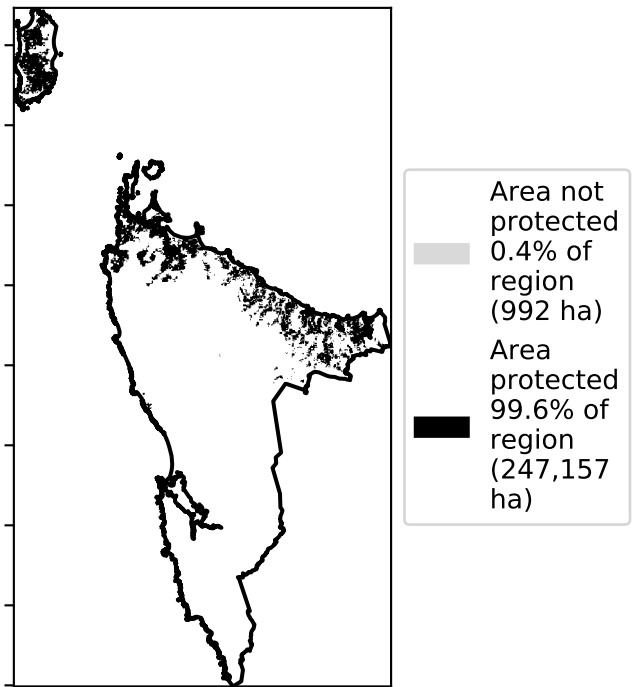 Area not
protected
0.4% of
region
(992 ha)
Area
protected
99.6% of
region
(247,157
ha)